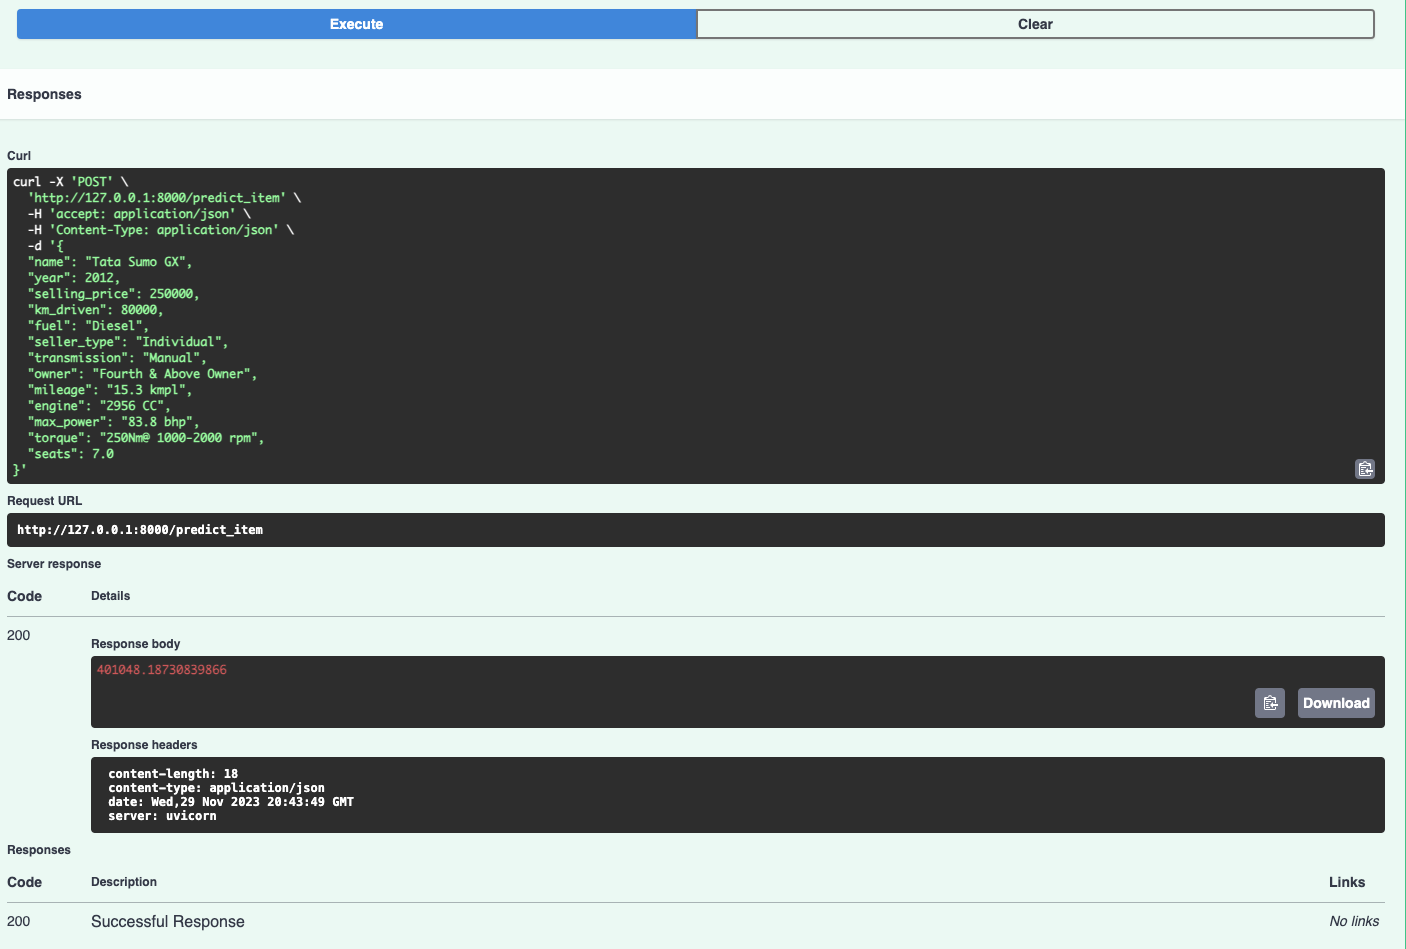 Execute
Clear
Responses
Curl
curl -X 'POST' \
  'http://127.0.0.1:8000/predict_item' \
  -H 'accept: application/json' \
  -H 'Content-Type: application/json' \
  -d '{
  "name": "Tata Sumo GX",
  "year": 2012,
  "selling_price": 250000,
  "km_driven": 80000,
  "fuel": "Diesel",
  "seller_type": "Individual",
  "transmission": "Manual",
  "owner": "Fourth & Above Owner",
  "mileage": "15.3 kmpl",
  "engine": "2956 CC",
  "max_power": "83.8 bhp",
  "torque": "250Nm@ 1000-2000 rpm",
  "seats": 7.0
}'
Request URL
http://127.0.0.1:8000/predict_item
Server response
Code
Details
200
Response body
401048.18730839866
Download
Response headers
content-length: 18
content-type: application/json
date: Wed,29 Nov 2023 20:43:49 GMT
server: uvicorn
Responses
Code
Description
Links
200
Successful Response
No links